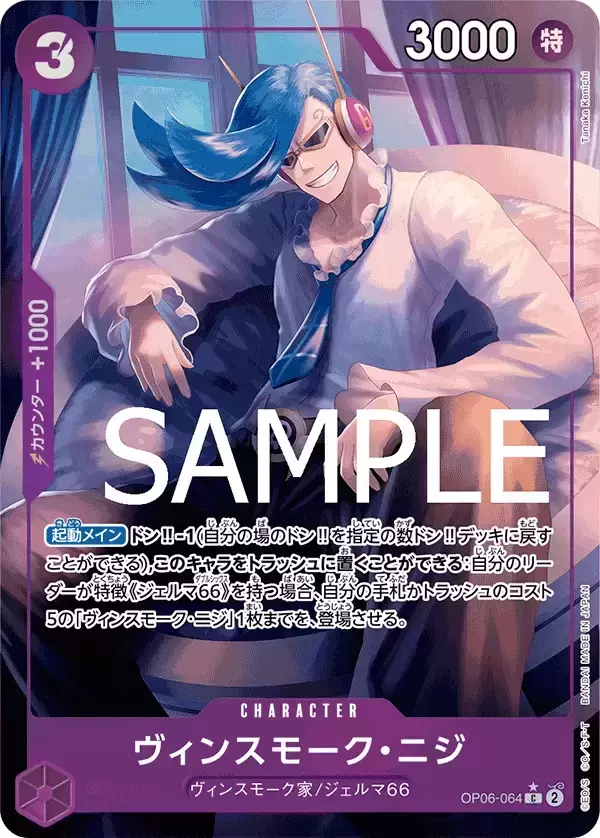 3
3000 特
Tanaka Konichi
カウンター +1000
SAMPLE
起動メイン ドン!!-1(自分の場のドン!!を指定の数ドン!!デッキに戻す
ことができる),このキャラをトラッシュに置くことができる:自分のリー
ダーが特徴《ジェルマ66》を持つ場合、自分の手札かトラッシュのコスト
5の「ヴィンスモーク・ニジ」1枚までを、登場させる。
CHARACTER
ヴィンスモーク・ニジ
ヴィンスモーク家/ジェルマ66
OP06-064 C 2
©E.O/S. ©E.O./S.・F・T BANDAI MADE IN JAPAN